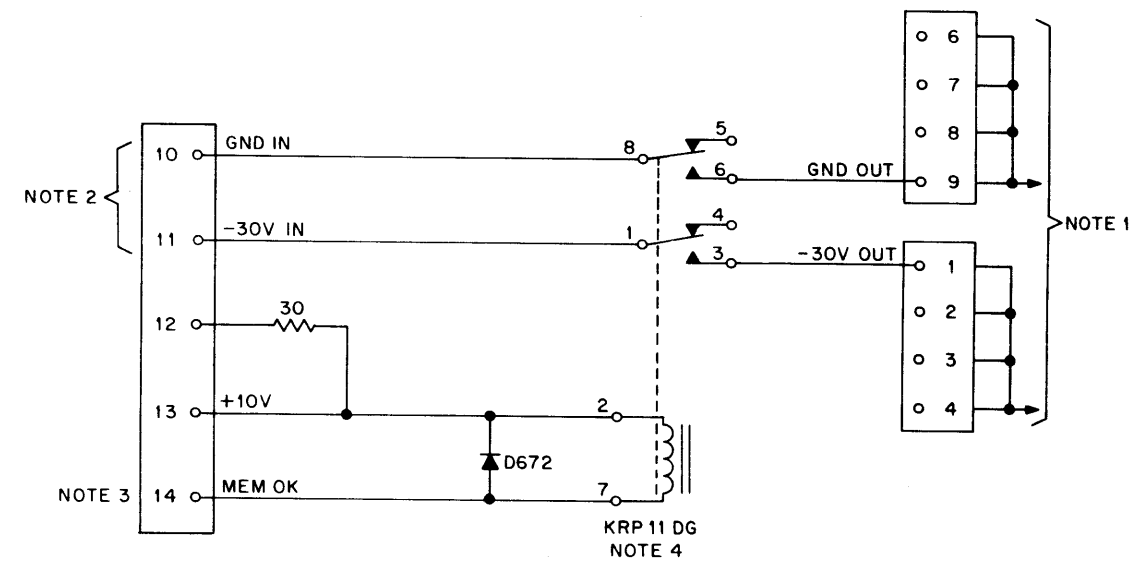 6
7
8
9
5
GND IN
8
10
6
GND OUT
NOTE 2
NOTE 1
4
-30V IN
1
11
3
-30V OUT
1
2
3
4
30
12
+10V
2
13
D672
MEM OK
7
NOTE 3
14
KRP 11 DG
NOTE 4